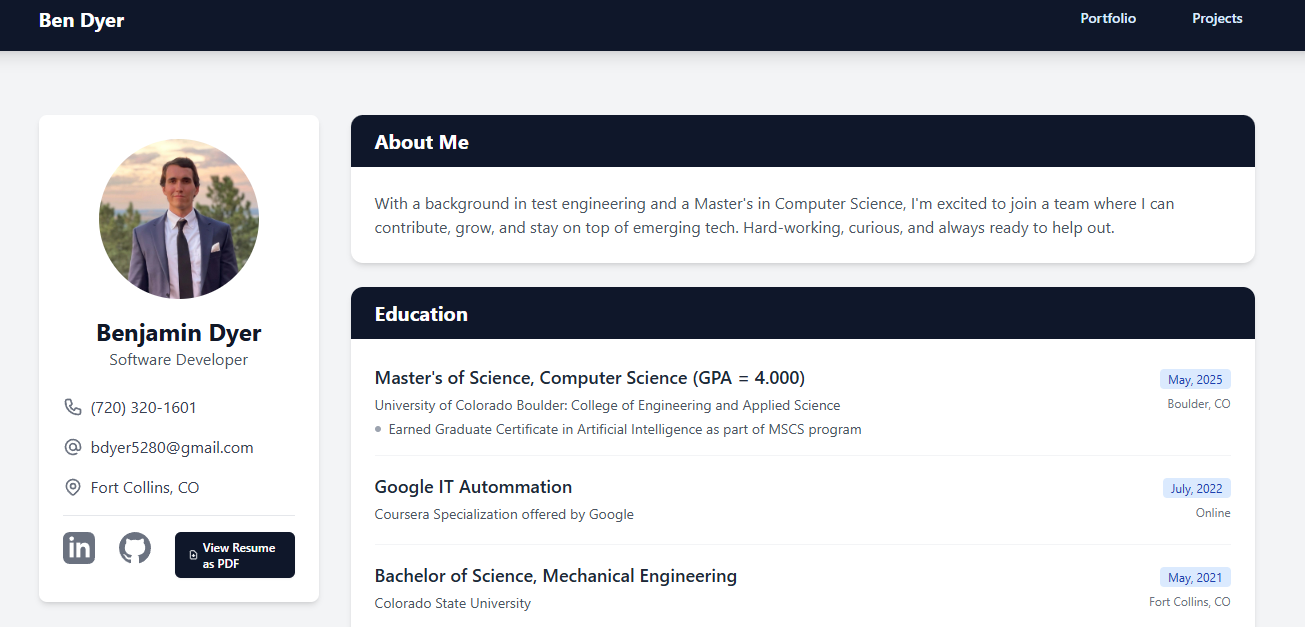 Ben Dyer
Portfolio
Projects
Benjamin Dyer
Software Developer
(720) 320-1601
bdyer5280@gmail.com
Fort Collins, CO
in
View Resume
as PDF
About Me
With a background in test engineering and a Master's in Computer Science, I'm excited to join a team where I can
contribute, grow, and stay on top of emerging tech. Hard-working, curious, and always ready to help out.
Education
Master's of Science, Computer Science (GPA = 4.000)
May, 2025
University of Colorado Boulder: College of Engineering and Applied Science
Boulder, CO
Earned Graduate Certificate in Artificial Intelligence as part of MSCS program
Google IT Autommation
July, 2022
Coursera Specialization offered by Google
Online
Bachelor of Science, Mechanical Engineering
May, 2021
Colorado State University
Fort Collins, CO